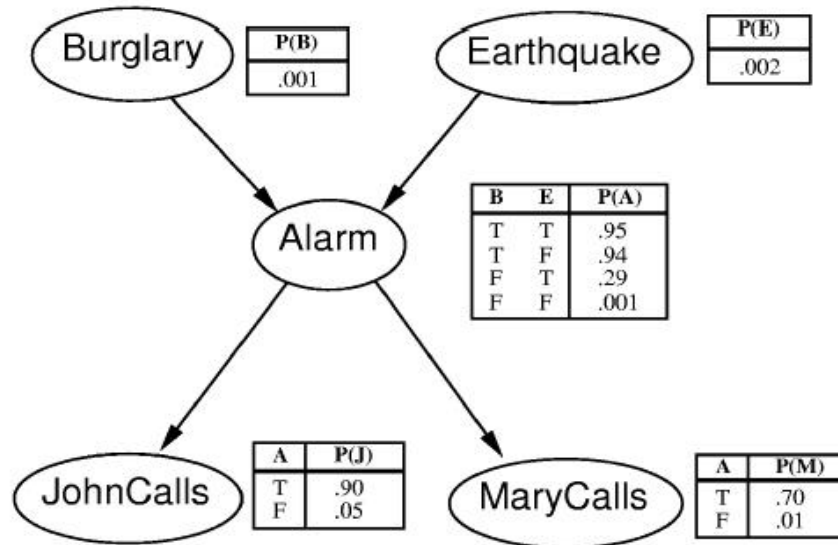 Burglary
P(B)
.001
Earthquake
P(E)
.002
Alarm
B E P(A)
T T .95
T F .94
F T .29
F F .001
JohnCalls
A P(J)
T .90
F .05
MaryCalls
A P(M)
T .70
F .01